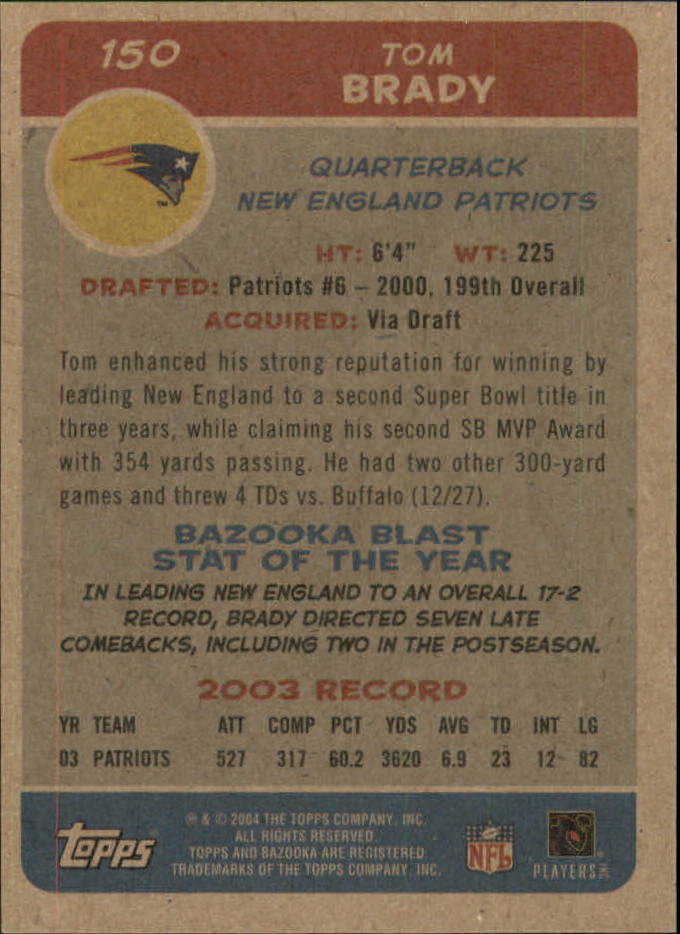 150
TOM
BRADY
QUARTERBACK
NEW ENGLAND PATRIOTS
HT: 6'4" WT: 225
DRAFTED: Patriots #6 – 2000, 199th Overall
ACQUIRED: Via Draft
Tom enhanced his strong reputation for winning by
leading New England to a second Super Bowl title in
three years, while claiming his second SB MVP Award
with 354 yards passing. He had two other 300-yard
games and threw 4 TDs vs. Buffalo (12/27).
BAZOOKA BLAST
STAT OF THE YEAR
IN LEADING NEW ENGLAND TO AN OVERALL 17-2
RECORD, BRADY DIRECTED SEVEN LATE
COMEBACKS, INCLUDING TWO IN THE POSTSEASON.
2003 RECORD
YR TEAM ATT COMP PCT YDS AVG TD INT LG
03 PATRIOTS 527 317 60.2 3620 6.9 23 12 82
℗ & © 2004 THE TOPPS COMPANY, INC.
ALL RIGHTS RESERVED.
TOPPS AND BAZOOKA ARE REGISTERED
TRADEMARKS OF THE TOPPS COMPANY, INC.
Topps®
NFL
PLAYERS INC